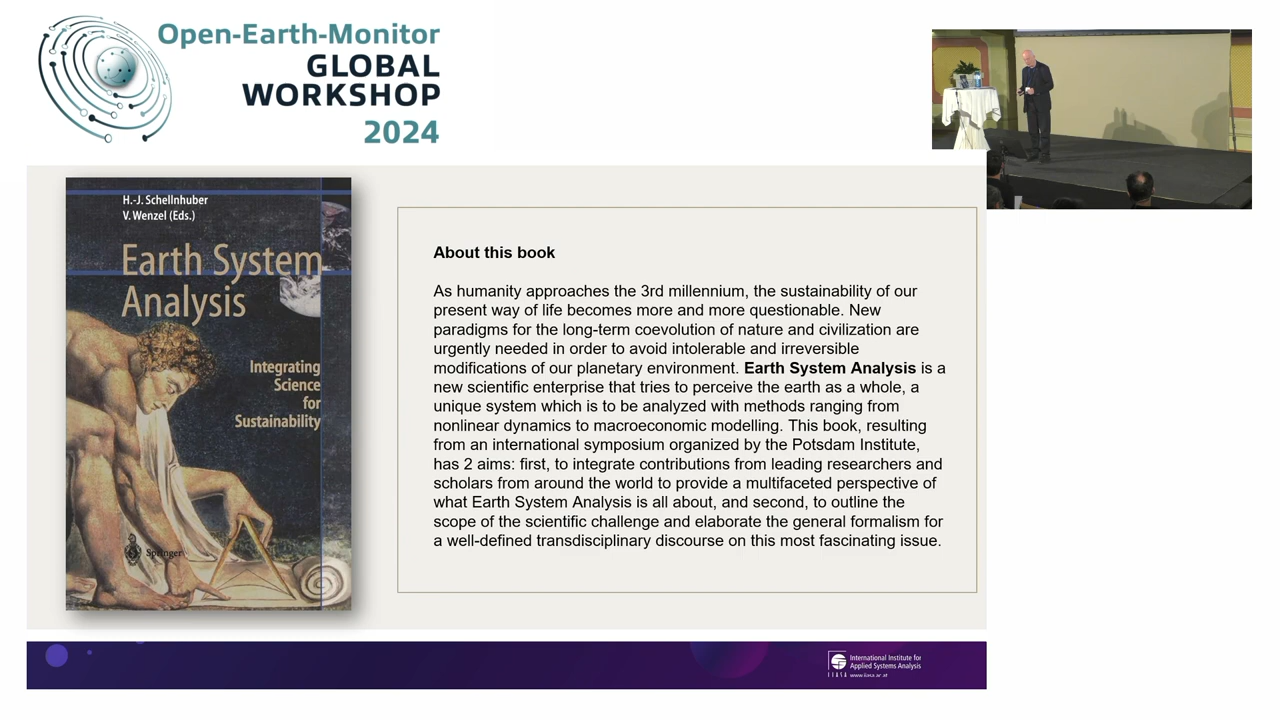 Open-Earth-Monitor
GLOBAL
WORKSHOP
2024
H.-J. Schellnhuber
V. Wenzel (Eds.)
Earth System
Analysis
Integrating
Science
for
Sustainability
Springer
About this book
As humanity approaches the 3rd millennium, the sustainability of our
present way of life becomes more and more questionable. New
paradigms for the long-term coevolution of nature and civilization are
urgently needed in order to avoid intolerable and irreversible
modifications of our planetary environment. Earth System Analysis is a
new scientific enterprise that tries to perceive the earth as a whole, a
unique system which is to be analyzed with methods ranging from
nonlinear dynamics to macroeconomic modelling. This book, resulting
from an international symposium organized by the Potsdam Institute,
has 2 aims: first, to integrate contributions from leading researchers and
scholars from around the world to provide a multifaceted perspective of
what Earth System Analysis is all about, and second, to outline the
scope of the scientific challenge and elaborate the general formalism for
a well-defined transdisciplinary discourse on this most fascinating issue.
International Institute for
Applied Systems Analysis
IIASA www.iiasa.ac.at